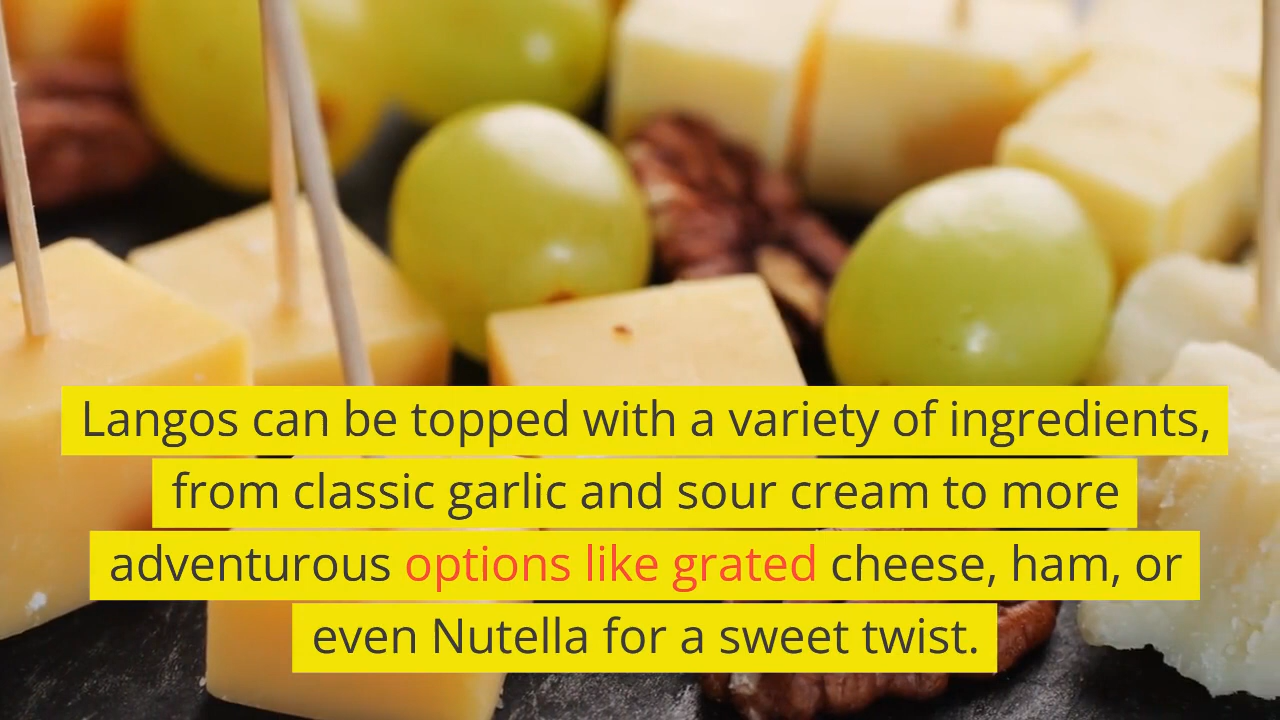 Langos can be topped with a variety of ingredients,
from classic garlic and sour cream to more
adventurous options like grated cheese, ham, or
even Nutella for a sweet twist.